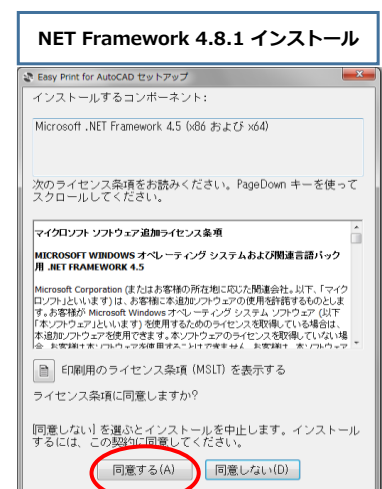 NET Framework 4.8.1 インストール
Easy Print for AutoCAD セットアップ
インストールするコンポーネント:
Microsoft .NET Framework 4.5 (x86 および x64)
次のライセンス条項をお読みください。PageDown キーを使って
スクロールしてください。
マイクロソフト ソフトウェア追加ライセンス条項
MICROSOFT WINDOWS オペレーティング システムおよび関連言語パック
用 .NET FRAMEWORK 4.5
Microsoft Corporation (またはお客様の所在地に応じた関連会社。以下、「マイク
ロソフト」といいます) は、お客様に本追加ソフトウェアの使用を許諾するものとしま
す。お客様が Microsoft Windows オペレーティング システム ソフトウェア (以下
「本ソフトウェア」といいます) を使用するためのライセンスを取得している場合は、
本追加ソフトウェアを使用できます。本ソフトウェアのライセンスを取得していない場
印刷用のライセンス条項 (MSLT) を表示する
ライセンス条項に同意しますか?
[同意しない] を選ぶとインストールを中止します。インストール
するには、この契約に同意してください。
同意する(A)
同意しない(D)